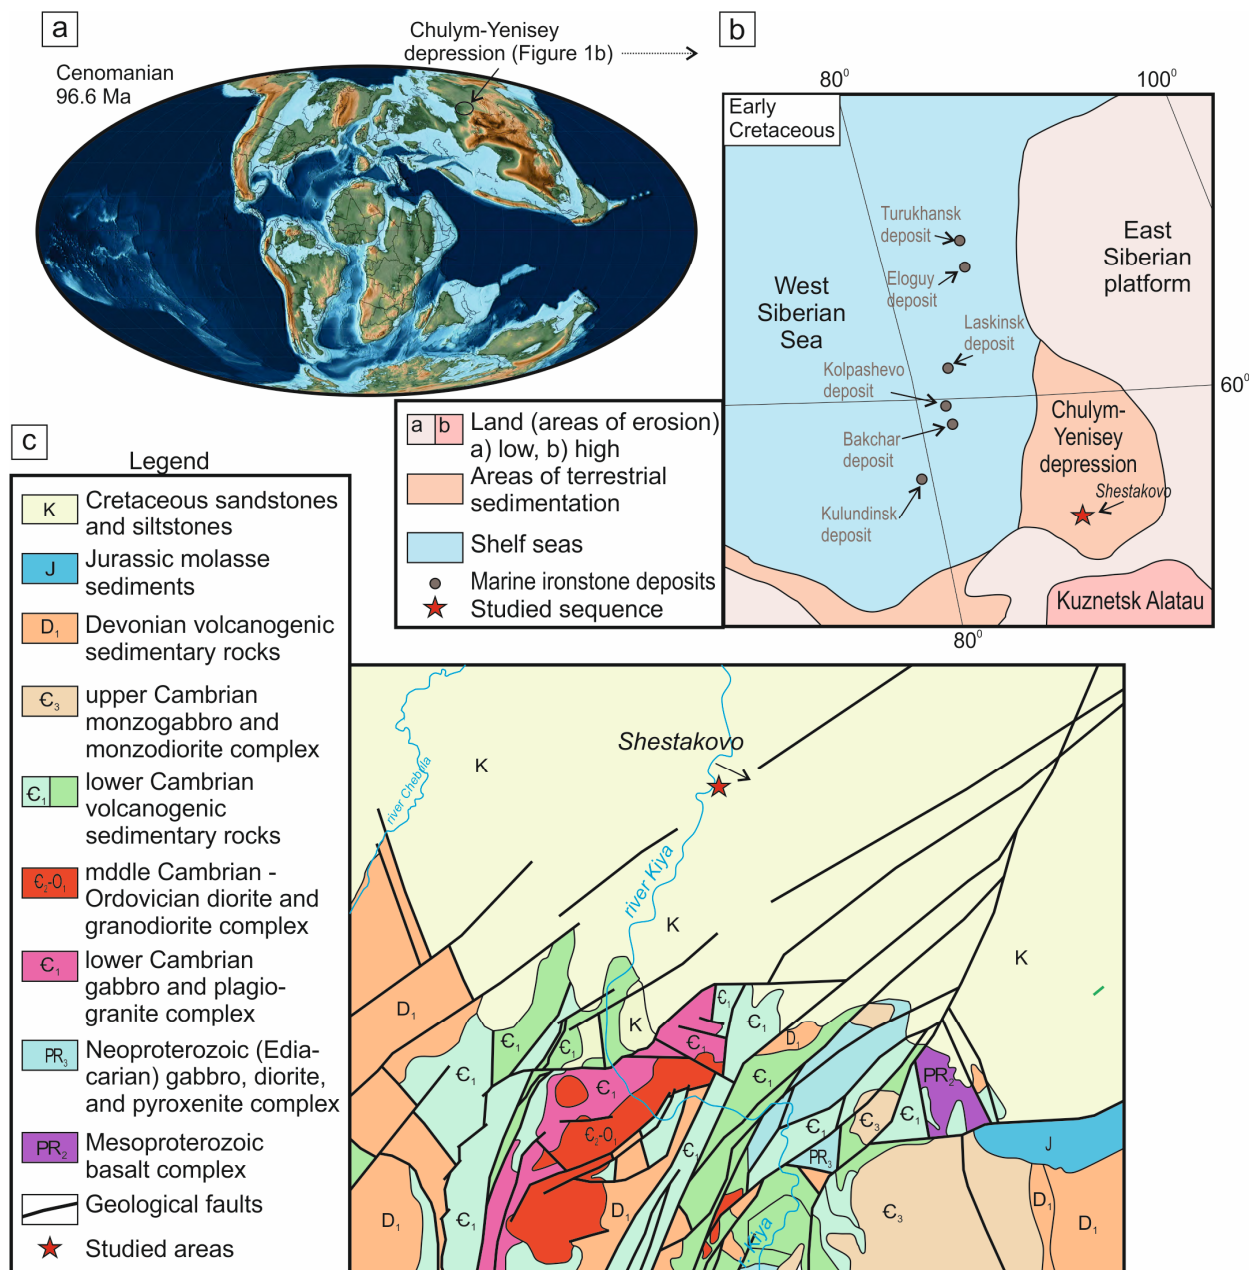 a
Chulym-Yenisey
depression (Figure 1b)
Cenomanian
96.6 Ma
b
80⁰
100⁰
Early
Cretaceous
Turukhansk
deposit
Eloguy
deposit
West
Siberian
Sea
East
Siberian
platform
Laskinsk
deposit
Kolpashevo
deposit
60⁰
Bakchar
deposit
Chulym-
Yenisey
depression
Shestakovo
Kulundinsk
deposit
Kuznetsk Alatau
80⁰
a b Land (areas of erosion)
a) low, b) high
Areas of terrestrial
sedimentation
Shelf seas
Marine ironstone deposits
Studied sequence
c
Legend
K Cretaceous sandstones
and siltstones
J Jurassic molasse
sediments
D₁ Devonian volcanogenic
sedimentary rocks
Є₃ upper Cambrian
monzogabbro and
monzodiorite complex
Є₁ lower Cambrian
volcanogenic
sedimentary rocks
Є₂-O₁ mddle Cambrian -
Ordovician diorite and
granodiorite complex
Є₁ lower Cambrian
gabbro and plagio-
granite complex
PR₃ Neoproterozoic (Edia-
carian) gabbro, diorite,
and pyroxenite complex
PR₂ Mesoproterozoic
basalt complex
Geological faults
Studied areas
Shestakovo
K
river Chebula
river Kiya
K
K
D₁
Є₁
Є₁
K
Є₁
Є₁
Є₁
D₁
Є₁
Є₁
Є₁
PR₂
Є₂-O₁
Є₁
Є₁
Є₃
Є₁
PR₃
J
D₁
Є₁
D₁
r. Kiya
Є₃
D₁
D₁